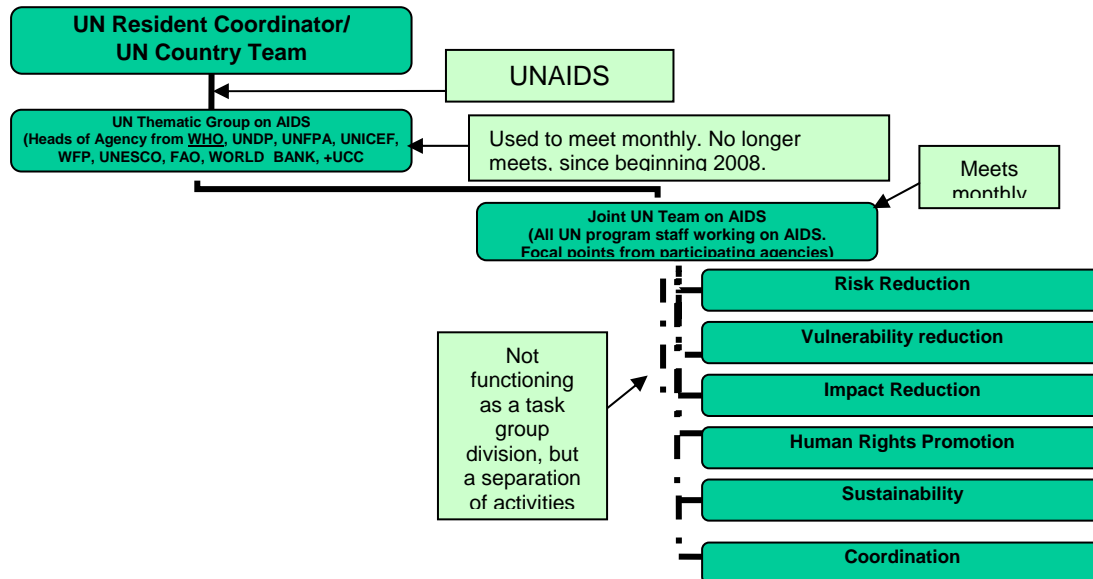 UN Resident Coordinator/
UN Country Team
UNAIDS
UN Thematic Group on AIDS
(Heads of Agency from WHO, UNDP, UNFPA, UNICEF,
WFP, UNESCO, FAO, WORLD BANK, +UCC
Used to meet monthly. No longer
meets, since beginning 2008.
Meets
monthly
Joint UN Team on AIDS
(All UN program staff working on AIDS.
Focal points from participating agencies)
Risk Reduction
Vulnerability reduction
Impact Reduction
Human Rights Promotion
Sustainability
Coordination
Not
functioning
as a task
group
division, but
a separation
of activities